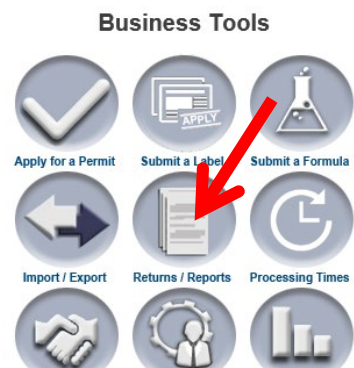 Business Tools
APPLY
Apply for a Permit
Submit a Label
Submit a Formula
Import / Export
Returns / Reports
Processing Times